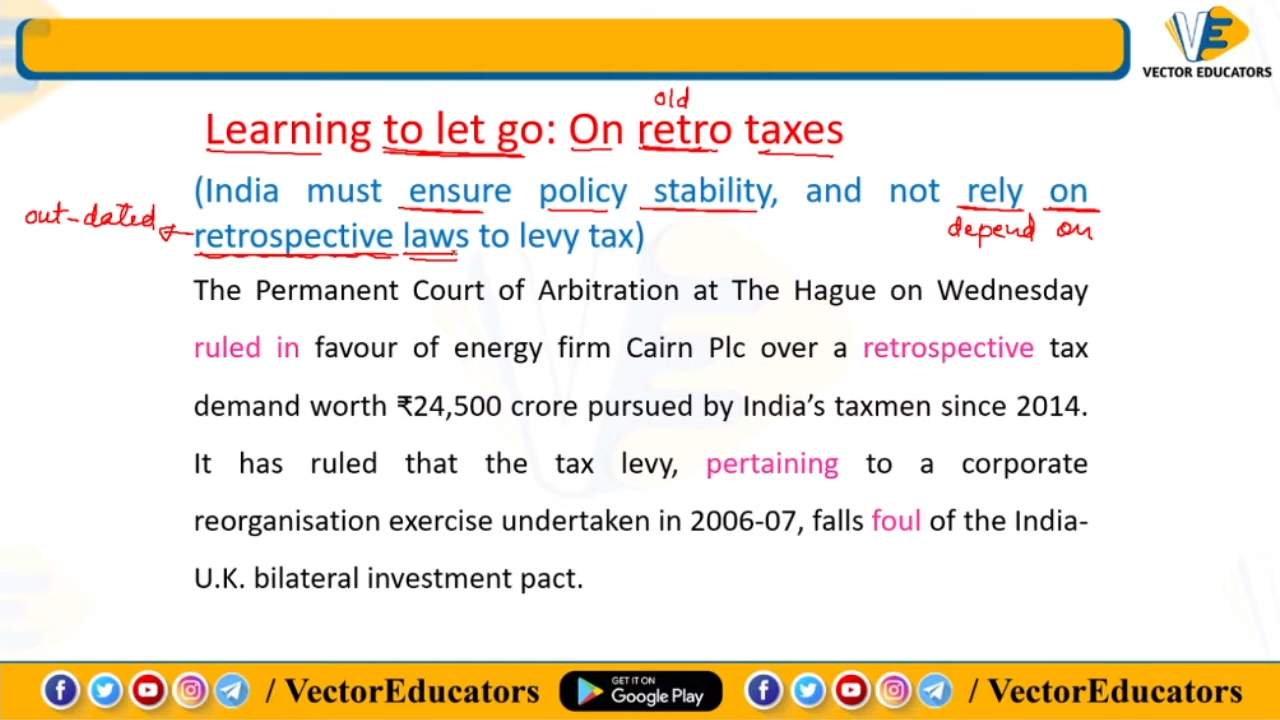 VE
VECTOR EDUCATORS
old
Learning to let go: On retro taxes
(India must ensure policy stability, and not rely on
out-dated
depend on
retrospective laws to levy tax)
The Permanent Court of Arbitration at The Hague on Wednesday
ruled in favour of energy firm Cairn Plc over a retrospective tax
demand worth ₹24,500 crore pursued by India’s taxmen since 2014.
It has ruled that the tax levy, pertaining to a corporate
reorganisation exercise undertaken in 2006-07, falls foul of the India-
U.K. bilateral investment pact.
/ VectorEducators
GET IT ON
Google Play
/ VectorEducators